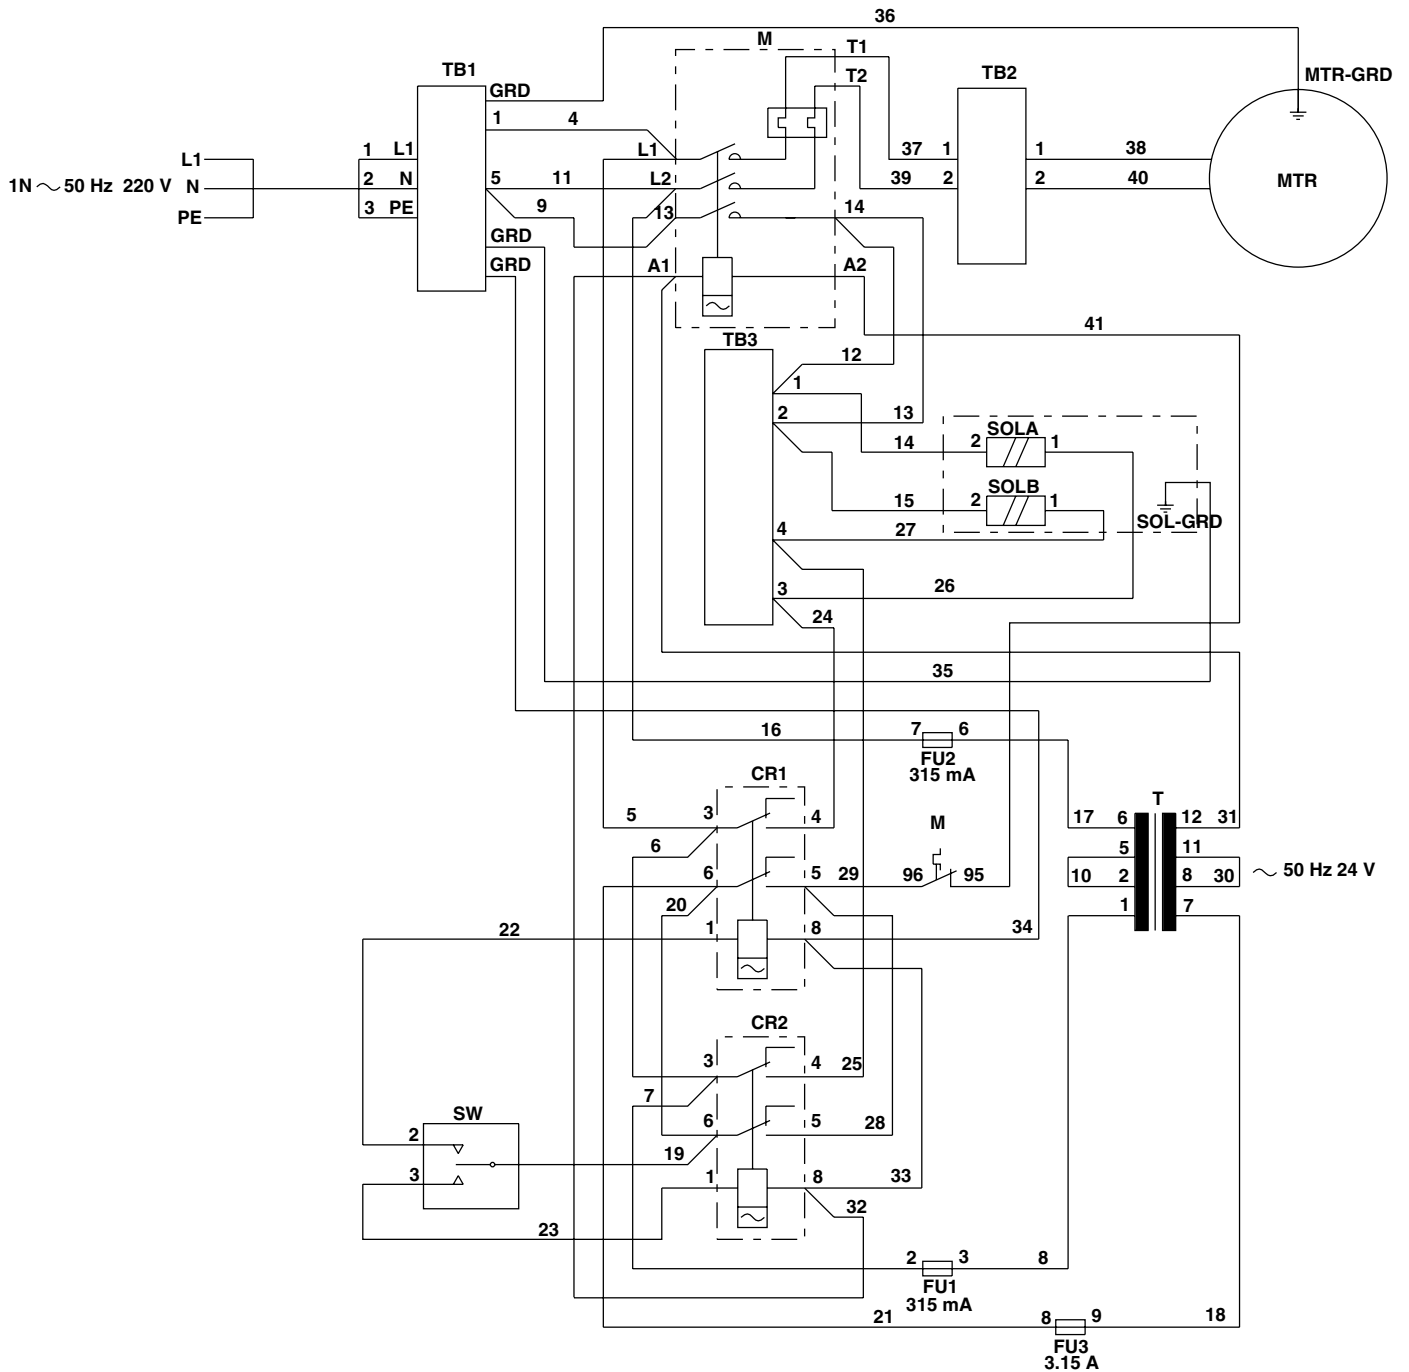 36
M
T1
T2
TB1
TB2
MTR-GRD
GRD
1 4
L1
1 L1
L1
37 1
1 38
1N ~ 50 Hz 220 V N
2 N
5 11
L2
39 2
2 40
MTR
PE
3 PE
9
13
14
GRD
GRD
A1
A2
41
TB3
12
1
2
13
SOLA
14
2
1
SOLB
15
2
1
SOL-GRD
4
27
3
26
24
35
16
7 6
FU2
315 mA
CR1
T
5
3
4
M
17 6
12 31
6
5
11
6
5 29
96 95
10 2
8 30
~ 50 Hz 24 V
20
1
7
22
1
8
34
CR2
3
4 25
7
SW
6
5 28
2
19
3
1
8
33
32
23
2 3
8
FU1
315 mA
21
8 9
18
FU3
3.15 A